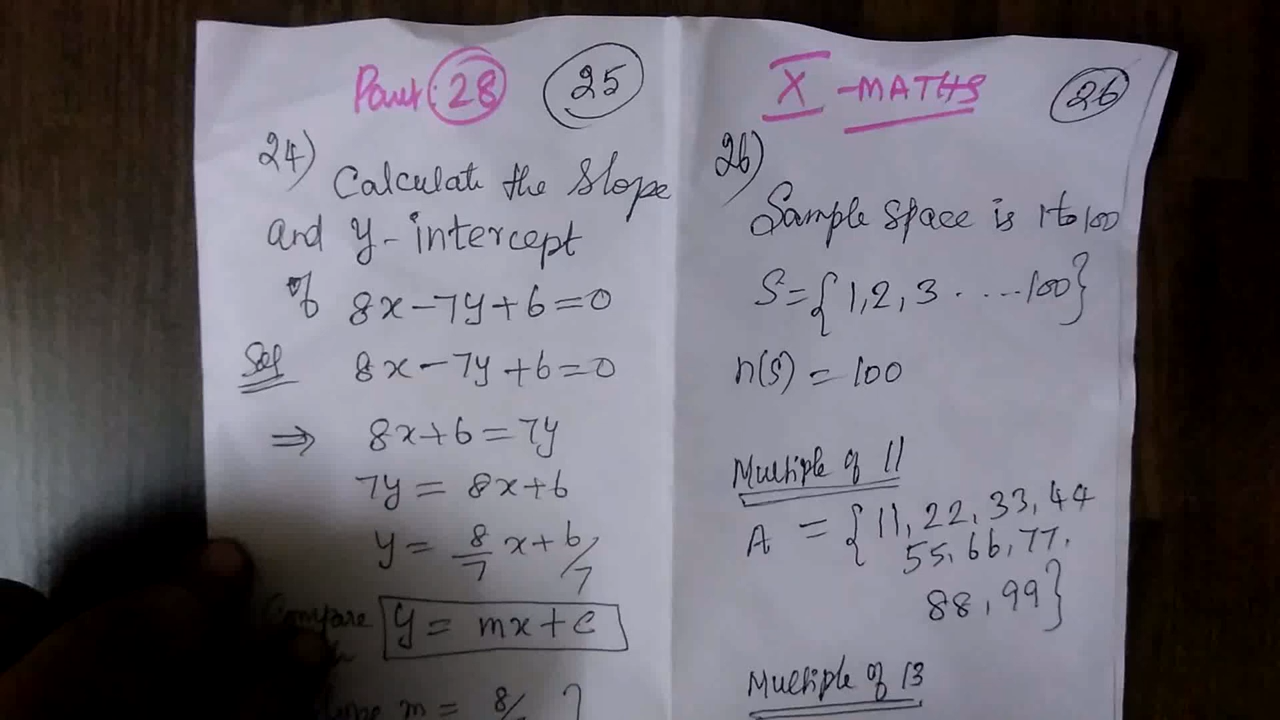 Part: 28 25
24) Calculate the slope
and y-intercept
of 8x-7y+6=0
Sol 8x-7y+6=0
⇒ 8x+6=7y
7y = 8x+6
y = 8/7 x+6/7
Compare y = mx+c
m = 8/
X -MATHS 26
26)
Sample space is 1 to 100
S={1,2,3.....100}
n(S) = 100
Multiple of 11
A = {11,22,33,44
55,66,77,
88,99}
Multiple of 13